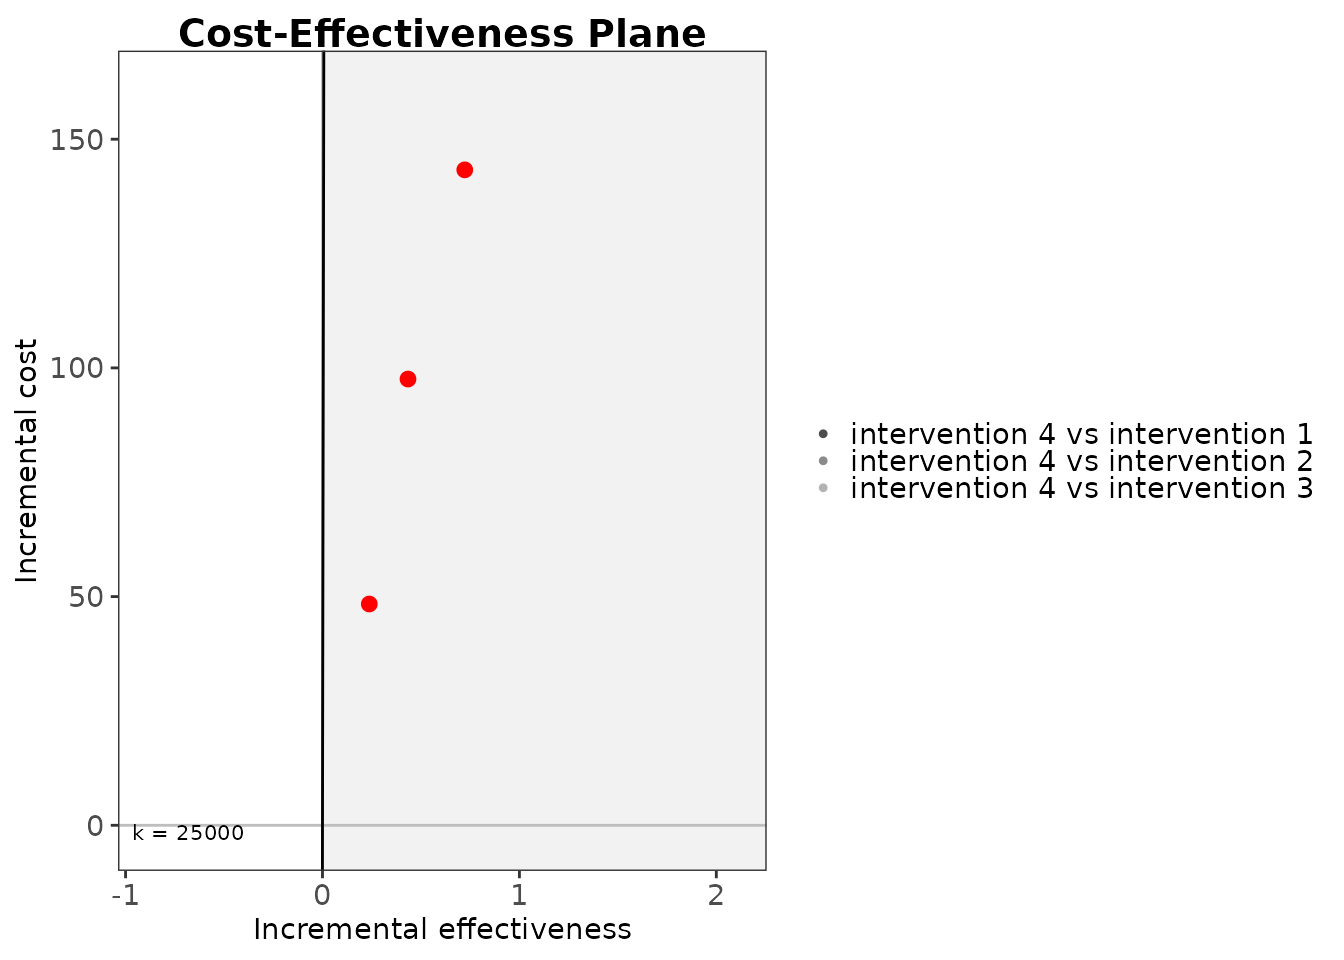 Cost-Effectiveness Plane
150
100
50
0
Incremental cost
k = 25000
-1 0 1 2
Incremental effectiveness
intervention 4 vs intervention 1
intervention 4 vs intervention 2
intervention 4 vs intervention 3